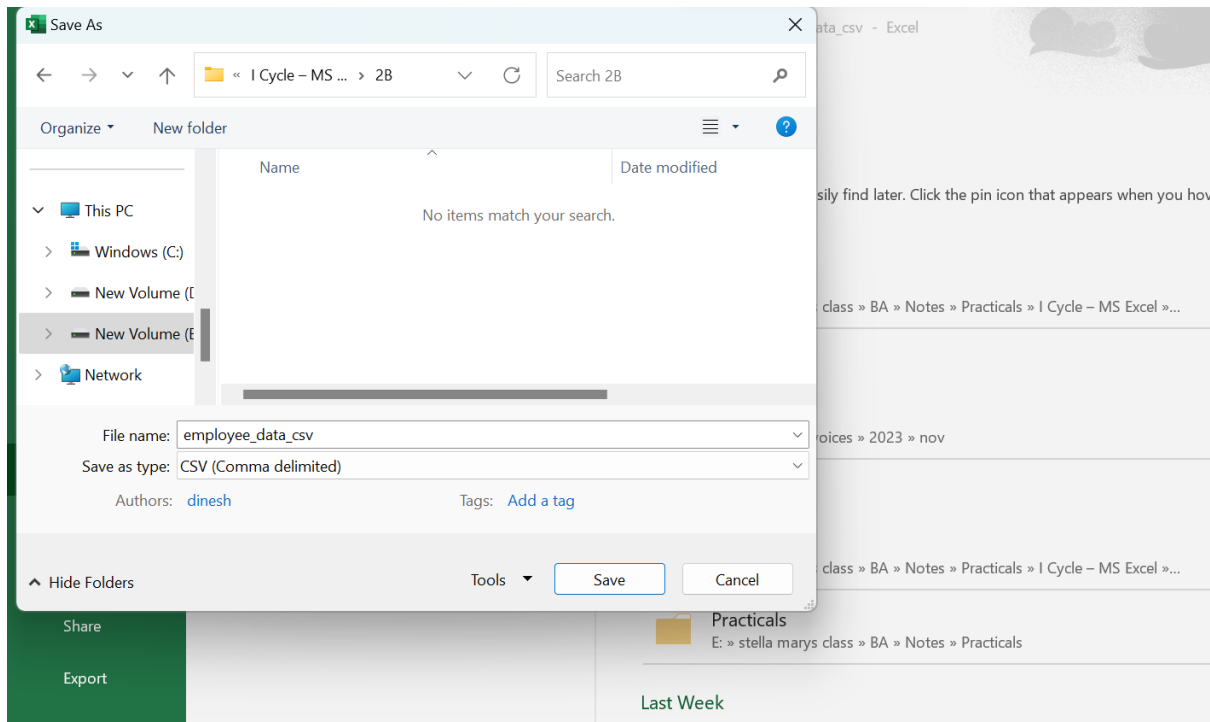 Save As
ata_csv - Excel
« I Cycle – MS ... › 2B
Search 2B
Organize
New folder
Name
Date modified
sily find later. Click the pin icon that appears when you hov
This PC
No items match your search.
Windows (C:)
New Volume (D
New Volume (E
class » BA » Notes » Practicals » I Cycle – MS Excel »...
Network
File name: employee_data_csv
oices » 2023 » nov
Save as type: CSV (Comma delimited)
Authors: dinesh
Tags: Add a tag
Hide Folders
Tools
Save
Cancel
class » BA » Notes » Practicals » I Cycle – MS Excel »...
Share
Practicals
E: » stella marys class » BA » Notes » Practicals
Export
Last Week